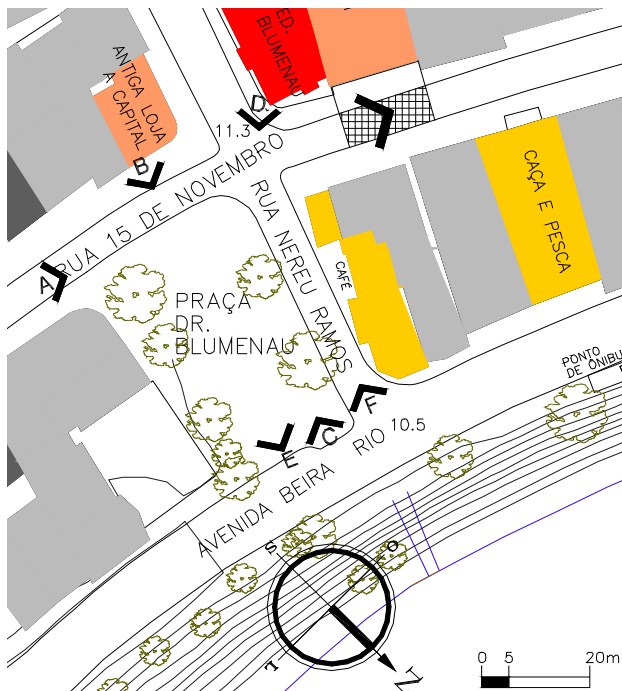 ED.
BLUMENAU
ANTIGA LOJA
A CAPITAL
D
11.3
B
RUA 15 DE NOVEMBRO
A
RUA NEREU RAMOS
CAÇA E PESCA
CAFÉ
PRAÇA
DR.
BLUMENAU
PONTO
DE ÔNIBU
F
C
E
10.5
AVENIDA BEIRA RIO
S
O
L
N
0 5 20m